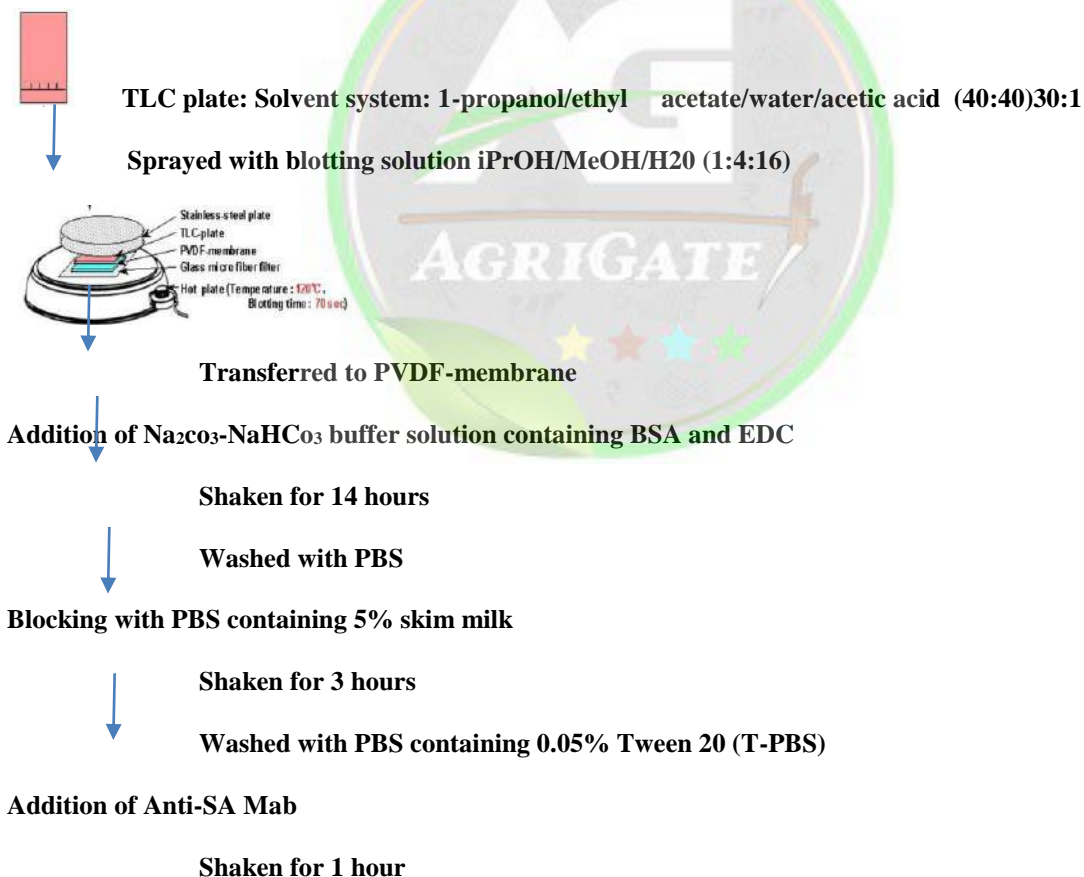 TLC plate: Solvent system: 1-propanol/ethyl acetate/water/acetic acid (40:40)30:1
Sprayed with blotting solution iPrOH/MeOH/H20 (1:4:16)
Stainless-steel plate
TLC-plate
PVDF-membrane
Glass micro fiber filter
Hot plate (Temperature : 120°C,
Blotting time : 70 sec)
AGRIGATE
Transferred to PVDF-membrane
Addition of Na₂co₃-NaHCo₃ buffer solution containing BSA and EDC
Shaken for 14 hours
Washed with PBS
Blocking with PBS containing 5% skim milk
Shaken for 3 hours
Washed with PBS containing 0.05% Tween 20 (T-PBS)
Addition of Anti-SA Mab
Shaken for 1 hour